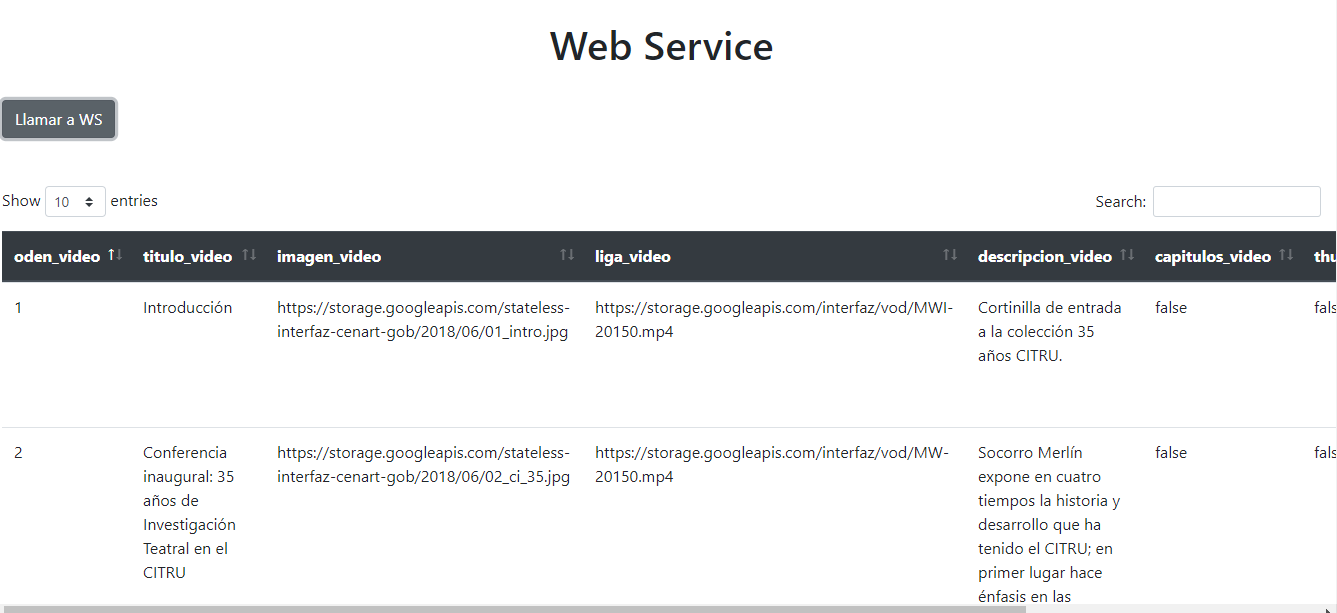 Web Service
Llamar a WS
Show 10 entries
Search:
oden_video titulo_video imagen_video liga_video descripcion_video capitulos_video thu
1 Introducción https://storage.googleapis.com/stateless- https://storage.googleapis.com/interfaz/vod/MWI- Cortinilla de entrada false fals
interfaz-cenart-gob/2018/06/01_intro.jpg 20150.mp4 a la colección 35
años CITRU.
2 Conferencia https://storage.googleapis.com/stateless- https://storage.googleapis.com/interfaz/vod/MW- Socorro Merlín false fals
inaugural: 35 interfaz-cenart-gob/2018/06/02_ci_35.jpg 20150.mp4 expone en cuatro
años de tiempos la historia y
Investigación desarrollo que ha
Teatral en el tenido el CITRU; en
CITRU primer lugar hace
énfasis en las